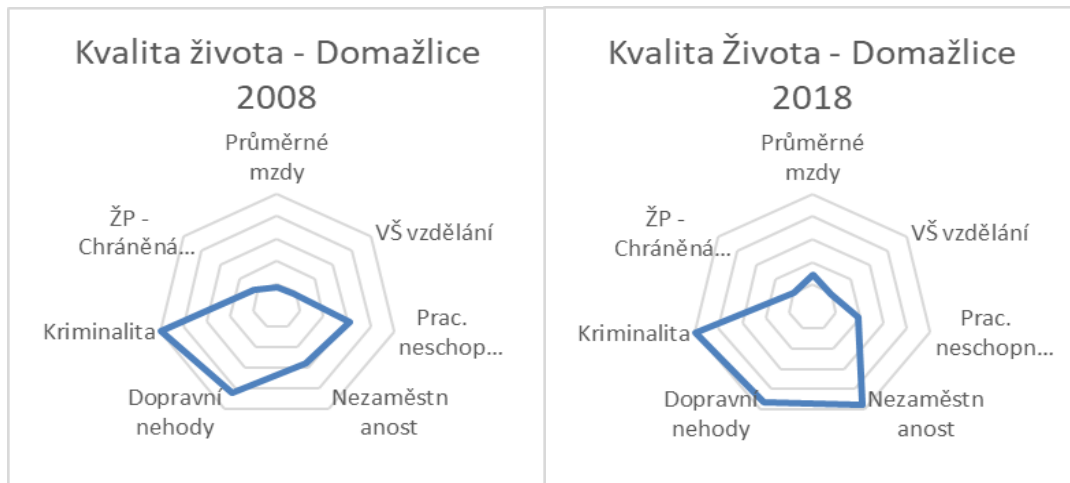 Kvalita života - Domažlice
2008
Průměrné
mzdy
VŠ vzdělání
Prac.
neschop...
Nezaměstn
anost
Dopravní
nehody
Kriminalita
ŽP -
Chráněná...
Kvalita Života - Domažlice
2018
Průměrné
mzdy
VŠ vzdělání
Prac.
neschopn...
Nezaměstn
anost
Dopravní
nehody
Kriminalita
ŽP -
Chráněná...